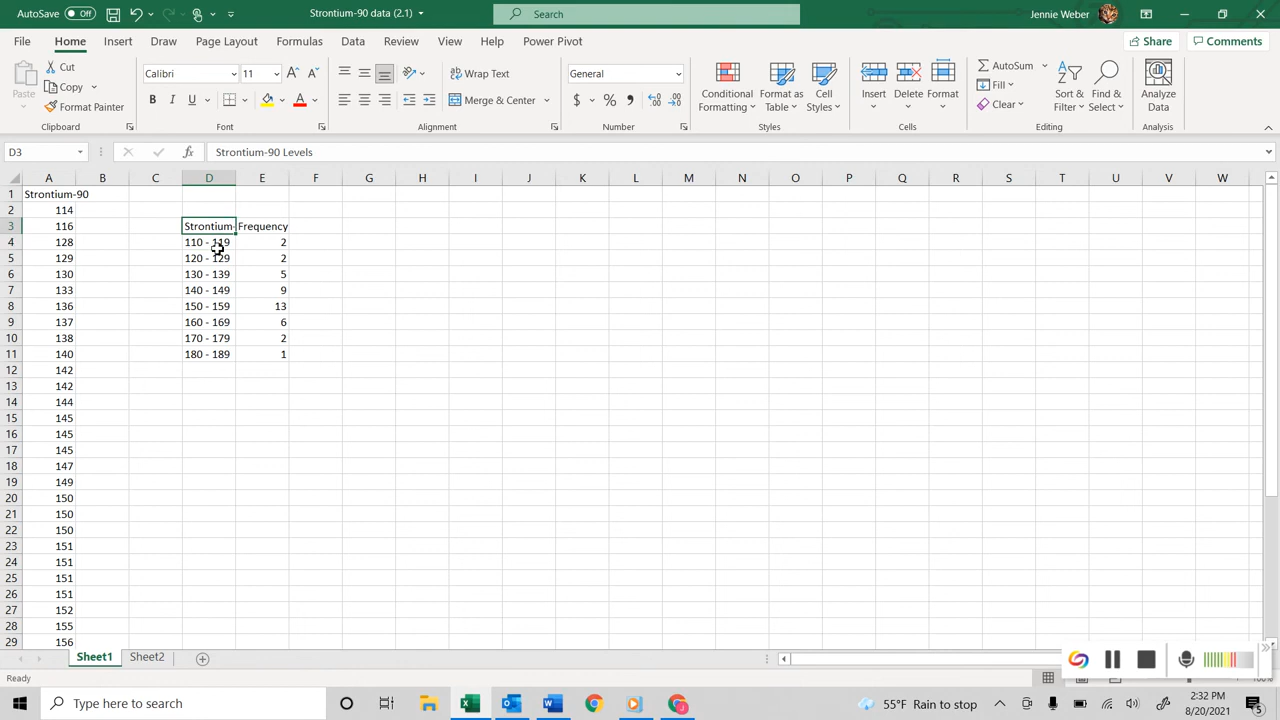 AutoSave Off Strontium-90 data (2.1) Search Jennie Weber
File Home Insert Draw Page Layout Formulas Data Review View Help Power Pivot Share Comments
Paste Cut Copy Format Painter Clipboard
Calibri 11 B I U Font
Wrap Text Merge & Center Alignment
General $ % , Number
Conditional Formatting Format as Table Cell Styles Styles
Insert Delete Format Cells
AutoSum Fill Clear Sort & Filter Find & Select Editing
Analyze Data Analysis
D3 fx Strontium-90 Levels
A B C D E F G H I J K L M N O P Q R S T U V W
1 Strontium-90
2 114
3 116 Strontium- Frequency
4 128 110 - 119 2
5 129 120 - 129 2
6 130 130 - 139 5
7 133 140 - 149 9
8 136 150 - 159 13
9 137 160 - 169 6
10 138 170 - 179 2
11 140 180 - 189 1
12 142
13 142
14 144
15 145
16 145
17 145
18 147
19 149
20 150
21 150
22 150
23 151
24 151
25 151
26 151
27 152
28 155
29 156
Sheet1 Sheet2
Ready
Type here to search 55°F Rain to stop 2:32 PM
8/20/2021 5